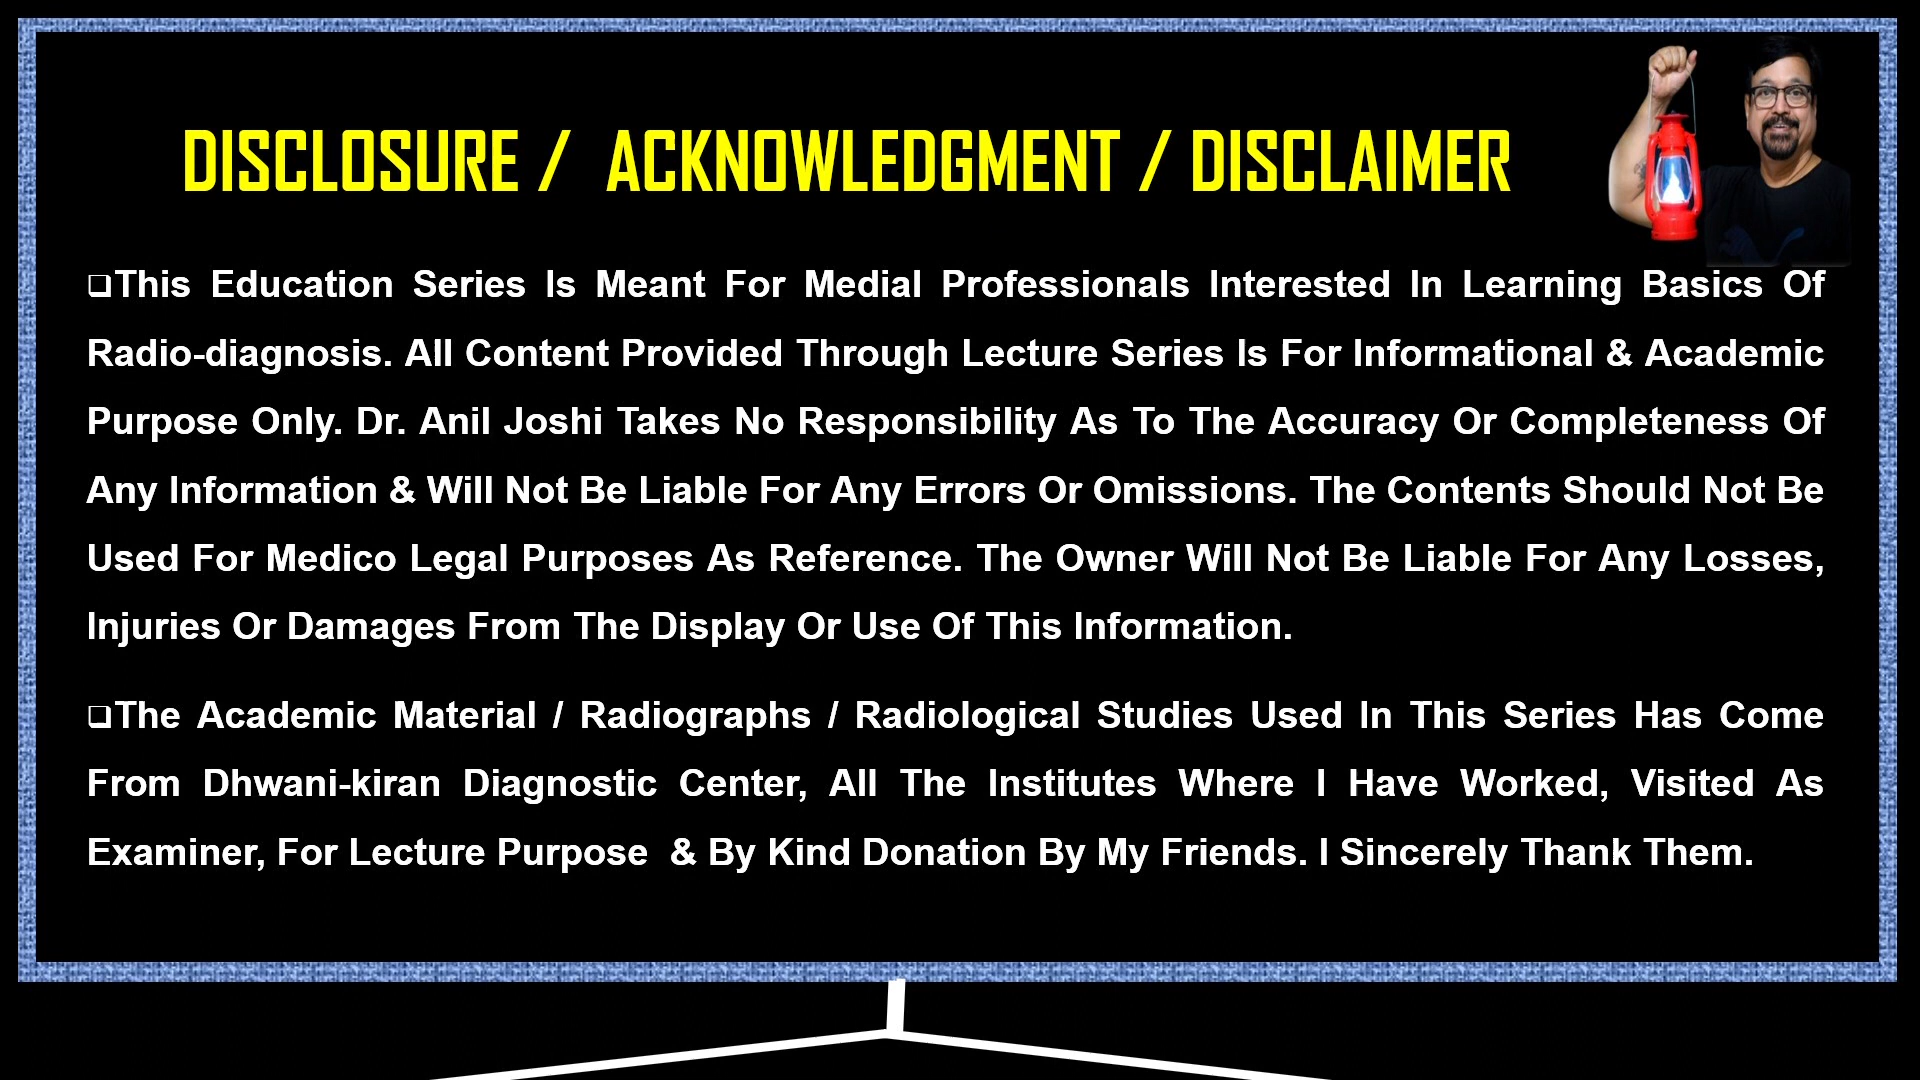 DISCLOSURE /  ACKNOWLEDGMENT / DISCLAIMER
❑This Education Series Is Meant For Medial Professionals Interested In Learning Basics Of
Radio-diagnosis. All Content Provided Through Lecture Series Is For Informational & Academic
Purpose Only. Dr. Anil Joshi Takes No Responsibility As To The Accuracy Or Completeness Of
Any Information & Will Not Be Liable For Any Errors Or Omissions. The Contents Should Not Be
Used For Medico Legal Purposes As Reference. The Owner Will Not Be Liable For Any Losses,
Injuries Or Damages From The Display Or Use Of This Information.
❑The Academic Material / Radiographs / Radiological Studies Used In This Series Has Come
From Dhwani-kiran Diagnostic Center, All The Institutes Where I Have Worked, Visited As
Examiner, For Lecture Purpose  & By Kind Donation By My Friends. I Sincerely Thank Them.